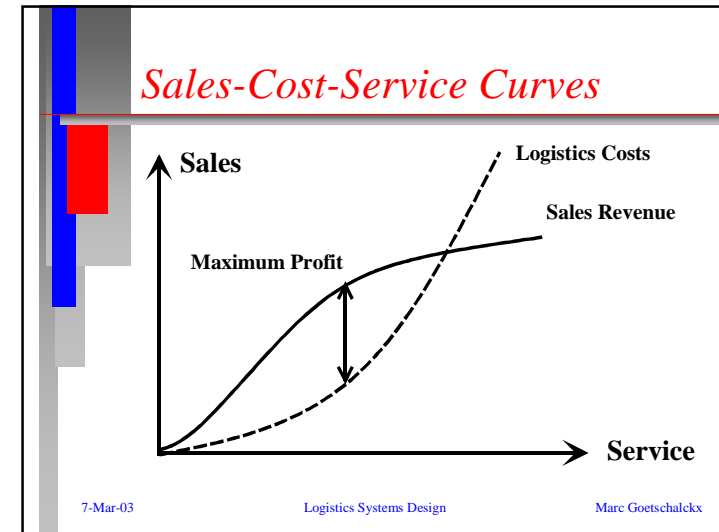 Sales-Cost-Service Curves
Sales
Logistics Costs
Sales Revenue
Maximum Profit
Service
7-Mar-03
Logistics Systems Design
Marc Goetschalckx